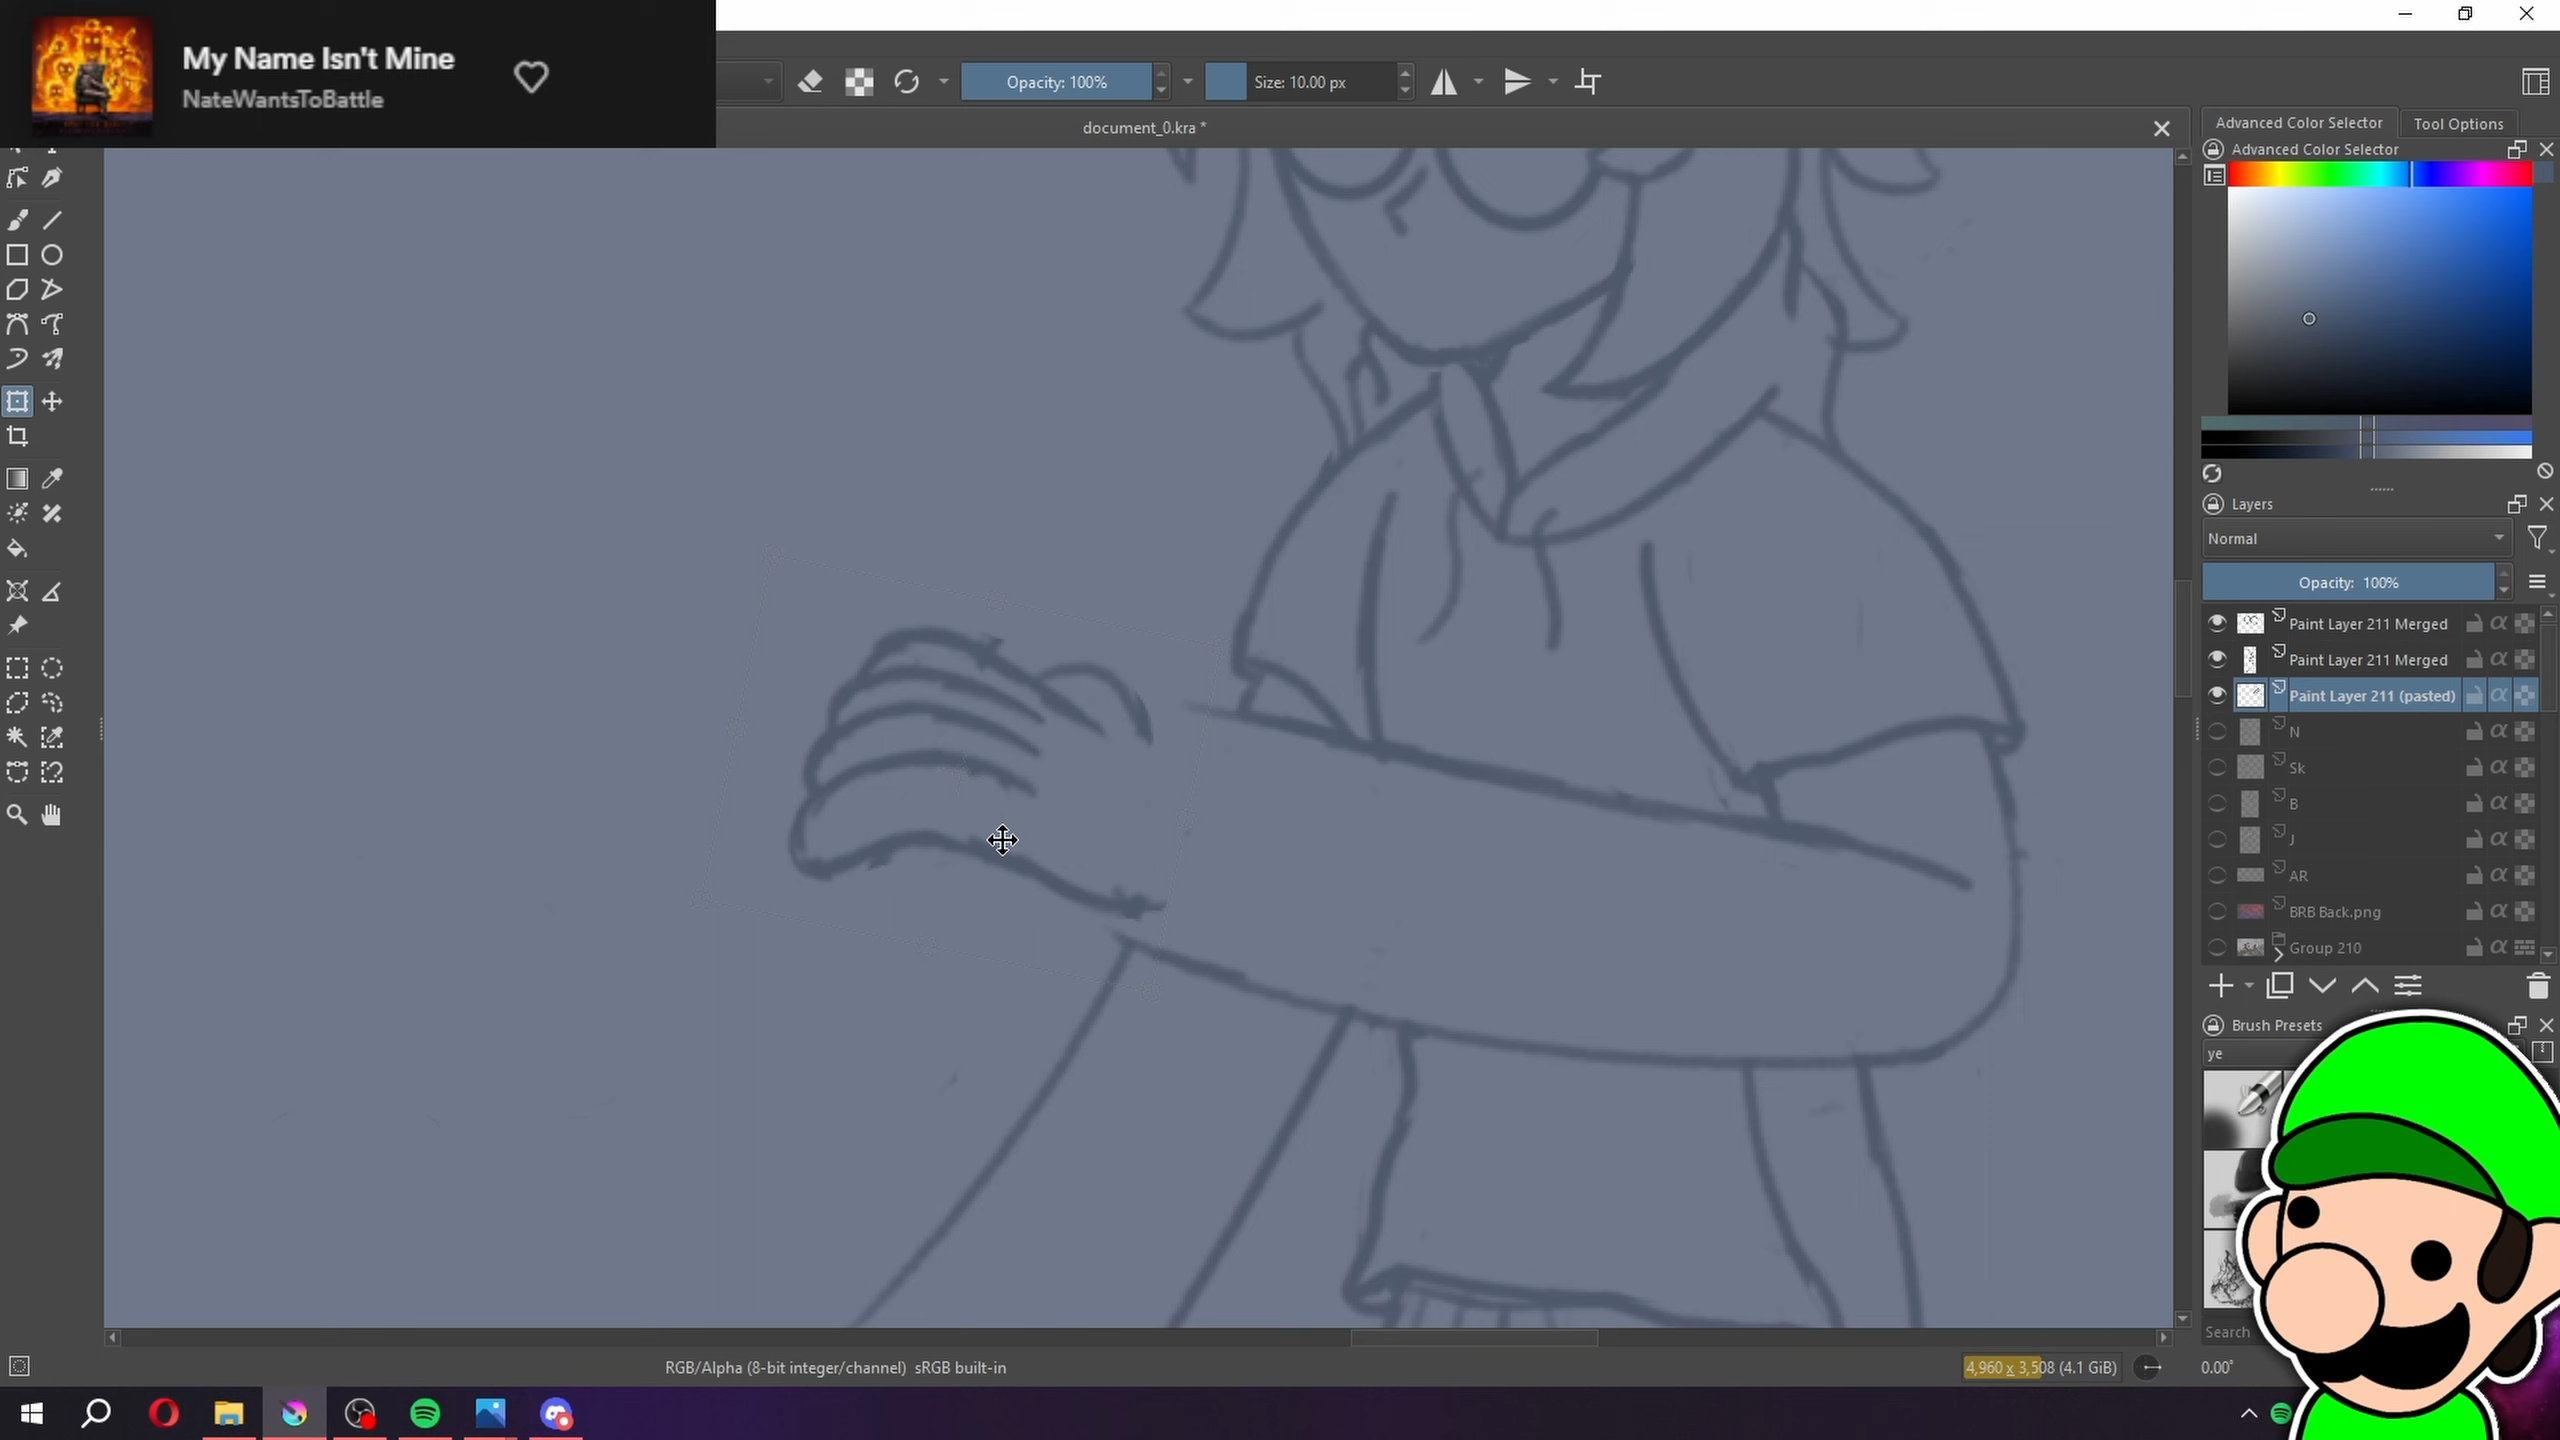 My Name Isn't Mine
NateWantsToBattle
Opacity: 100%
Size: 10.00 px
document_0.kra *
Advanced Color Selector
Tool Options
Advanced Color Selector
Layers
Normal
Opacity: 100%
Paint Layer 211 Merged
Paint Layer 211 Merged
Paint Layer 211 (pasted)
N
Sk
B
J
AR
BRB Back.png
Group 210
Brush Presets
ye
Search
RGB/Alpha (8-bit integer/channel) sRGB built-in
4,960 x 3,508 (4.1 GiB)
0.00°